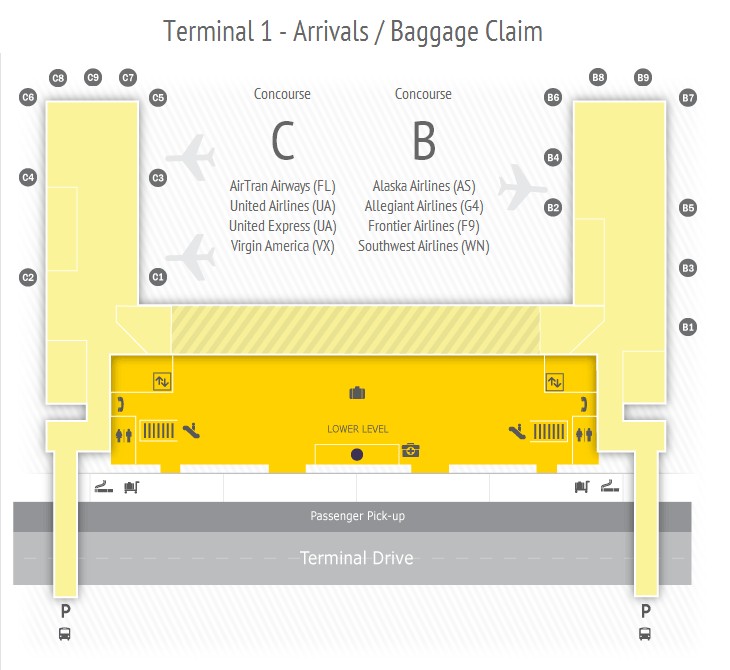 Terminal 1 - Arrivals / Baggage Claim
C8
C9
C7
C6
C5
C4
C3
C2
C1
Concourse
C
AirTran Airways (FL)
United Airlines (UA)
United Express (UA)
Virgin America (VX)
Concourse
B
Alaska Airlines (AS)
Allegiant Airlines (G4)
Frontier Airlines (F9)
Southwest Airlines (WN)
B8
B9
B6
B7
B4
B2
B5
B3
B1
LOWER LEVEL
Passenger Pick-up
Terminal Drive
P
P